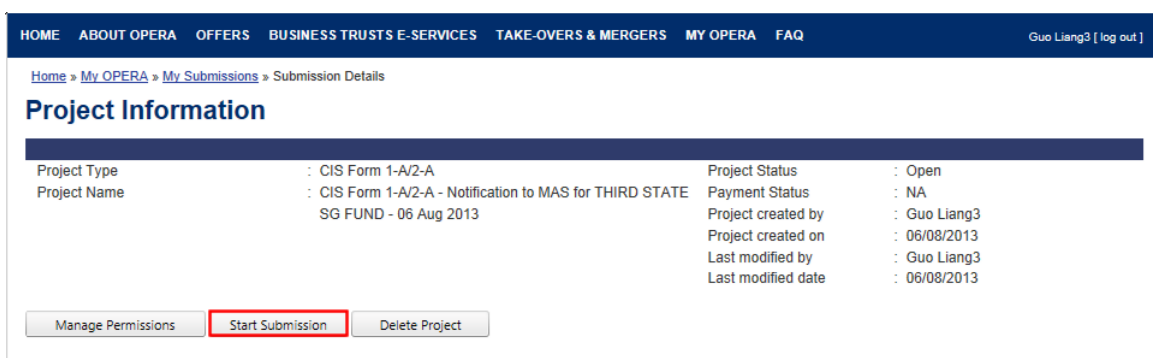 HOME ABOUT OPERA OFFERS BUSINESS TRUSTS E-SERVICES TAKE-OVERS & MERGERS MY OPERA FAQ Guo Liang3 [ log out ]
Home » My OPERA » My Submissions » Submission Details
Project Information
Project Type : CIS Form 1-A/2-A Project Status : Open
Project Name : CIS Form 1-A/2-A - Notification to MAS for THIRD STATE Payment Status : NA
SG FUND - 06 Aug 2013 Project created by : Guo Liang3
Project created on : 06/08/2013
Last modified by : Guo Liang3
Last modified date : 06/08/2013
Manage Permissions Start Submission Delete Project